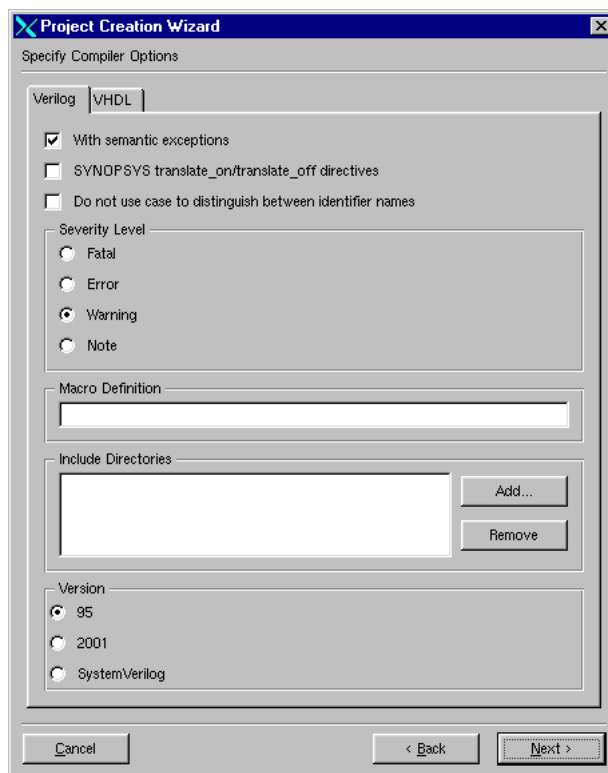 Project Creation Wizard
Specify Compiler Options
Verilog VHDL
With semantic exceptions
SYNOPSYS translate_on/translate_off directives
Do not use case to distinguish between identifier names
Severity Level
Fatal
Error
Warning
Note
Macro Definition
Include Directories
Add...
Remove
Version
95
2001
SystemVerilog
Cancel < Back Next >